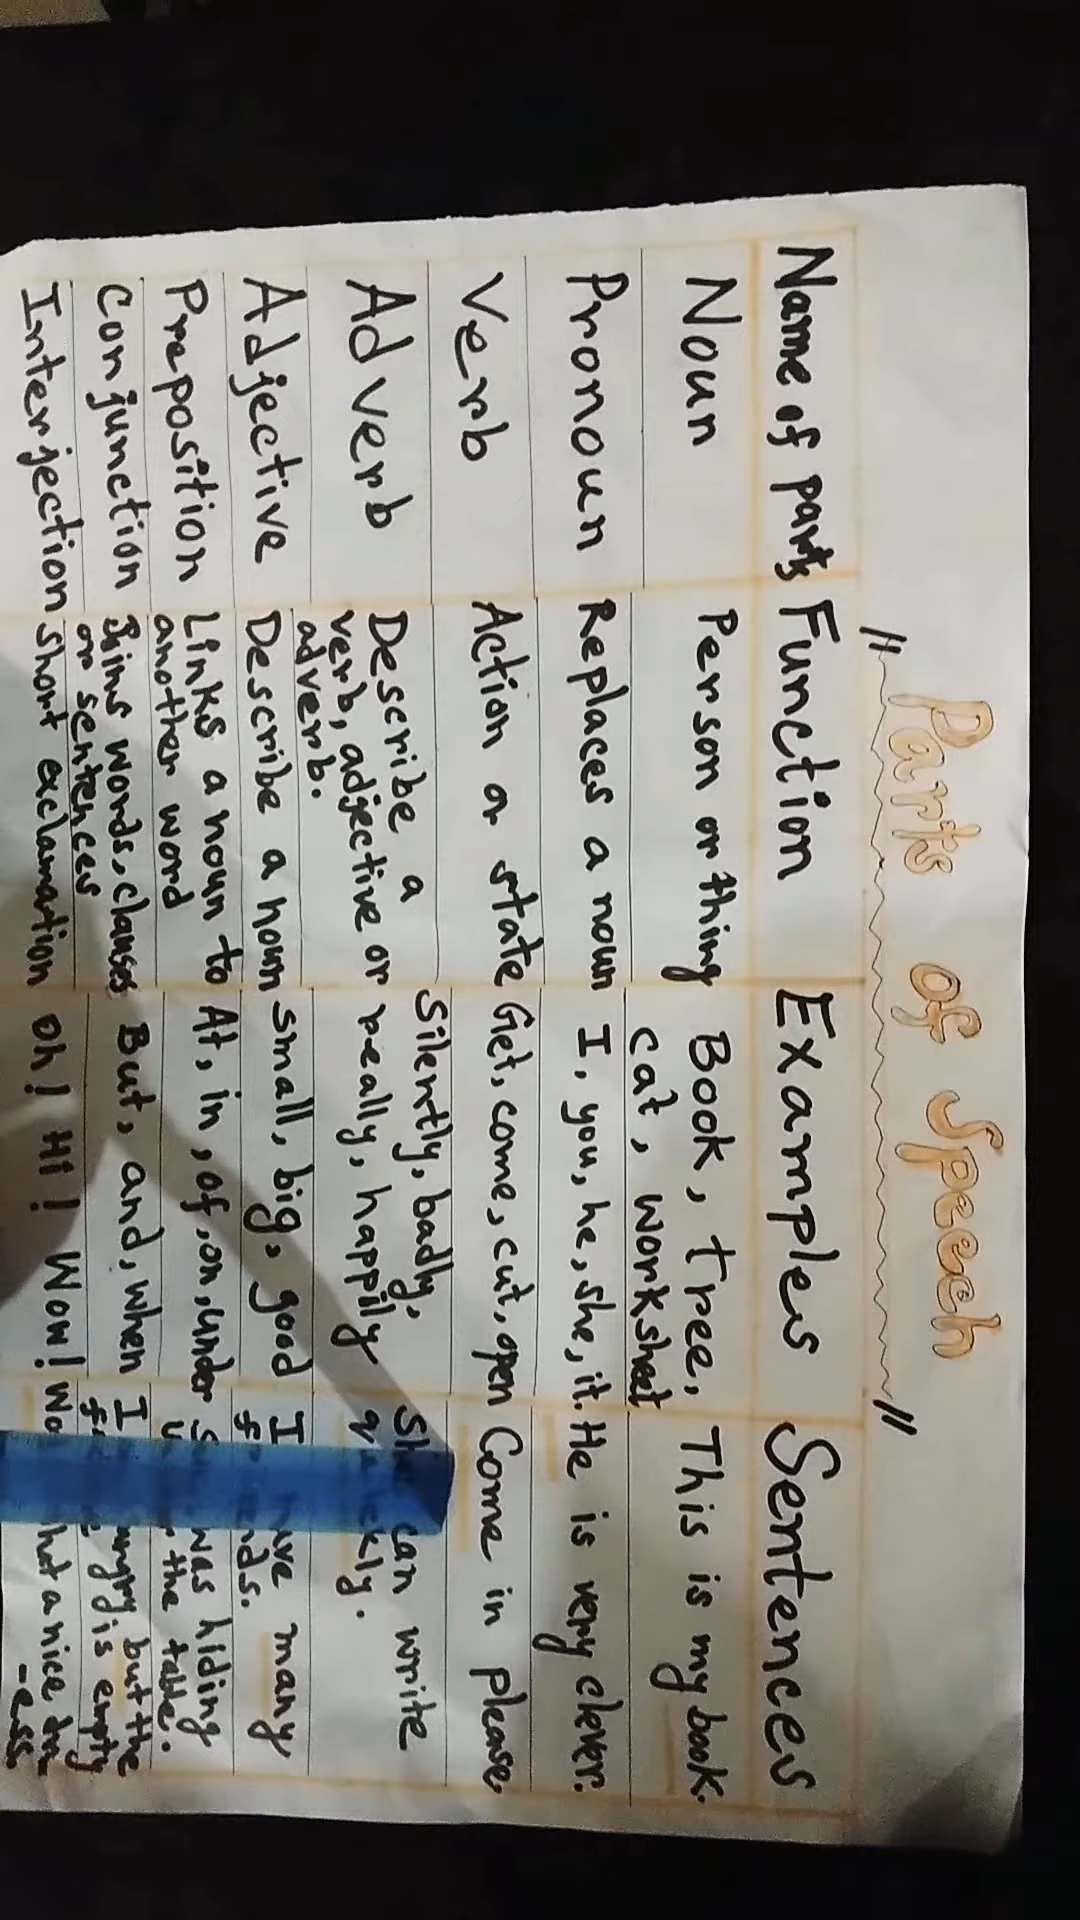 "Parts of Speech"
Name of parts Function Examples Sentences
Noun Person or thing Book, tree, This is my book.
cat, worksheet
Pronoun Replaces a noun I, you, he, she, it. He is very clever.
Verb Action or state Get, come, cut, open Come in please.
Adverb Describe a Silently, badly, She can write
verb, adjective or really, happily
adverb.
Adjective Describe a noun small, big, good I have many
Preposition Links a noun to At, in, of, on, under was hiding
another word the table.
Conjunction Joins words, clauses But, and, when I but the
or sentences is empty
Interjection Short exclamation Oh! Hi! Wow! a nice
-ess